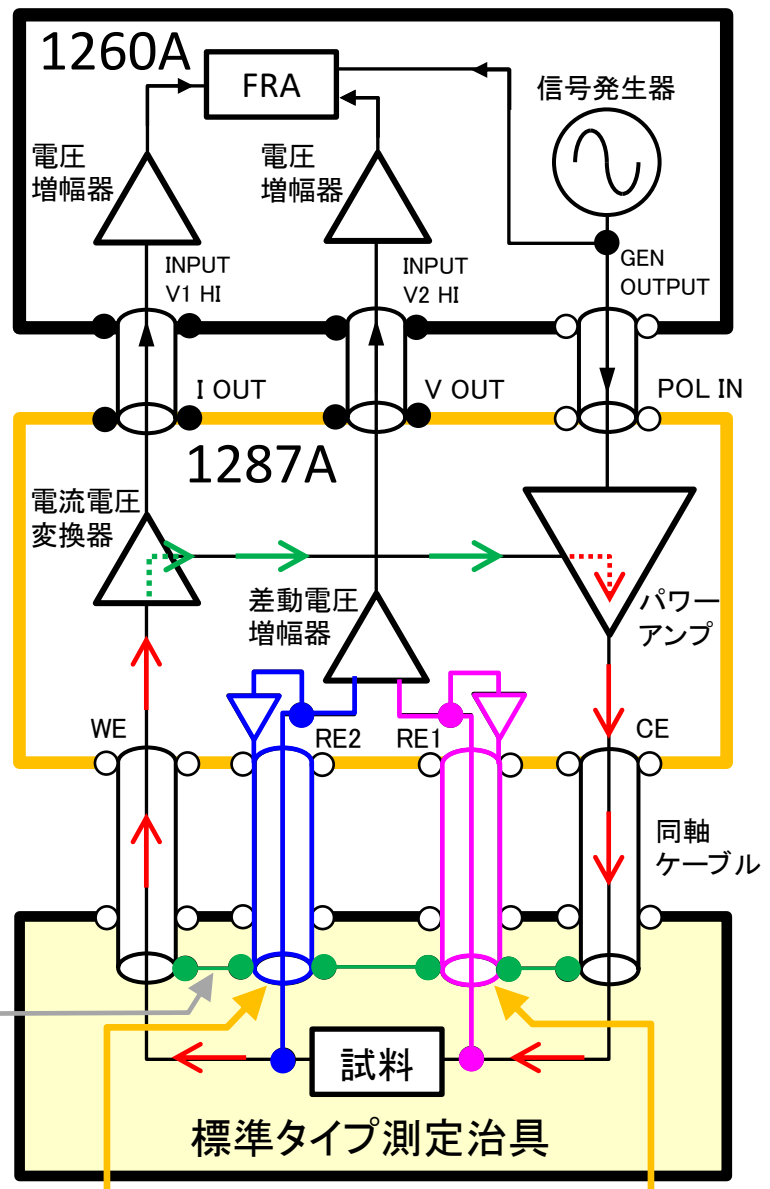 1260A
FRA
信号発生器
電圧
増幅器
電圧
増幅器
INPUT
V1 HI
INPUT
V2 HI
GEN
OUTPUT
I OUT
V OUT
POL IN
1287A
電流電圧
変換器
差動電圧
増幅器
パワー
アンプ
WE
RE2
RE1
CE
同軸
ケーブル
試料
標準タイプ測定治具